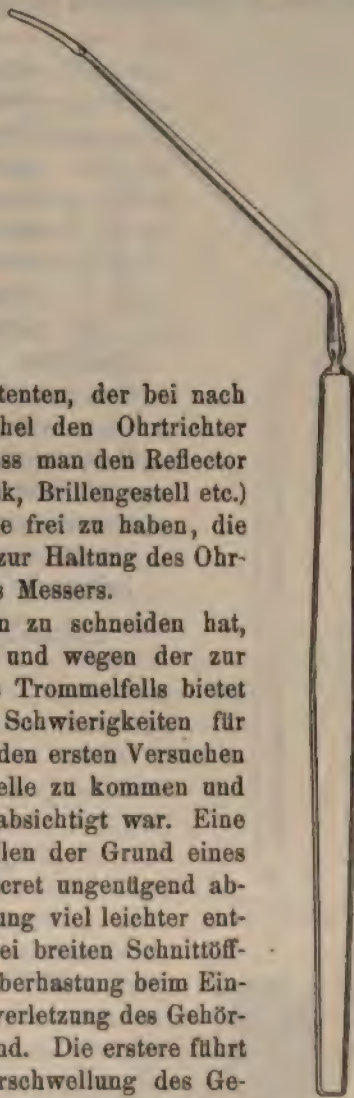 tenten, der bei nach
hel den Ohrtrichter
ss man den Reflector
k, Brillengestell etc.)
e frei zu haben, die
zur Haltung des Ohr-
s Messers.
n zu schneiden hat,
und wegen der zur
s Trommelfells bietet
Schwierigkeiten für
den ersten Versuchen
elle zu kommen und
absichtigt war. Eine
len der Grund eines
cret ungenügend ab-
ung viel leichter ent-
ei breiten Schnittöff-
berhastung beim Ein-
verletzung des Gehör-
nd. Die erstere führt
rschwellung des Ge-